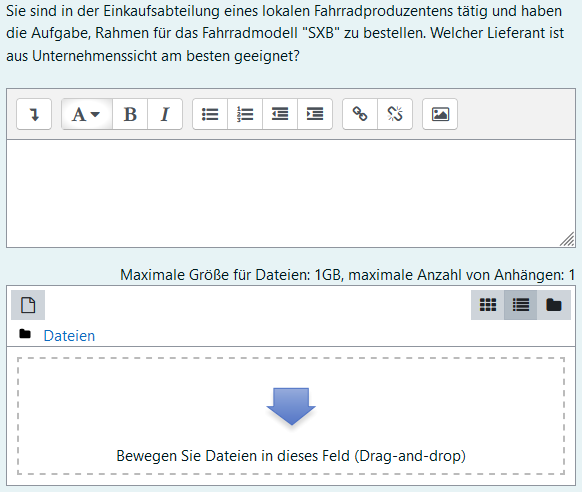 Sie sind in der Einkaufsabteilung eines lokalen Fahrradproduzentens tätig und haben
die Aufgabe, Rahmen für das Fahrradmodell "SXB" zu bestellen. Welcher Lieferant ist
aus Unternehmenssicht am besten geeignet?
A B I
Maximale Größe für Dateien: 1GB, maximale Anzahl von Anhängen: 1
Dateien
Bewegen Sie Dateien in dieses Feld (Drag-and-drop)